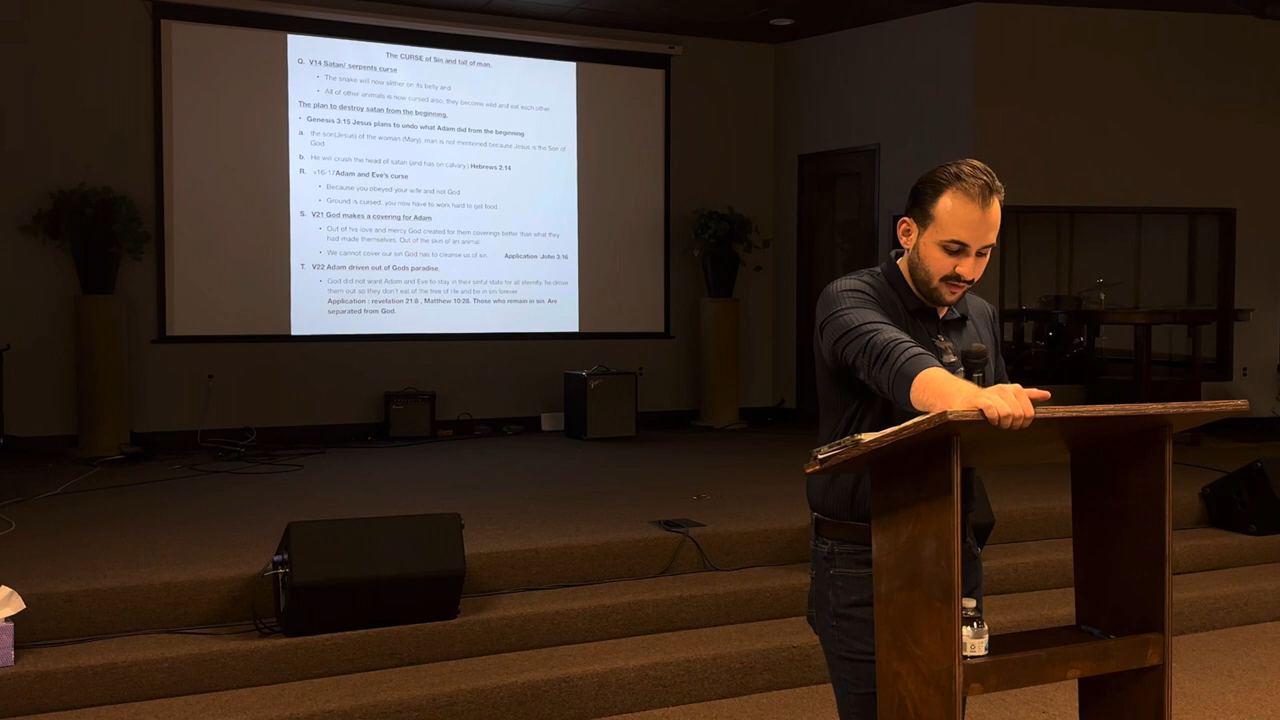 The CURSE of Sin and fall of man.
Q. V14 Satan/ serpents curse
• The snake will now slither on its belly and
• All of other animals is now cursed also, they become wild and eat each other
The plan to destroy satan from the beginning.
• Genesis 3:15 Jesus plans to undo what Adam did from the beginning
a. the son(Jesus) of the woman (Mary), man is not mentioned because Jesus is the Son of
God.
b. He will crush the head of satan (and has on calvary) Hebrews 2:14
R. v16-17Adam and Eve's curse
• Because you obeyed your wife and not God
• Ground is cursed, you now have to work hard to get food
S. V21 God makes a covering for Adam
• Out of his love and mercy God created for them coverings better than what they
had made themselves. Out of the skin of an animal.
• We cannot cover our sin God has to cleanse us of sin. Application John 3:16
T. V22 Adam driven out of Gods paradise.
• God did not want Adam and Eve to stay in their sinful state for all eternity, he drove
them out so they don't eat of the tree of life and be in sin forever.
Application : revelation 21:8 , Matthew 10:28. Those who remain in sin. Are
separated from God.